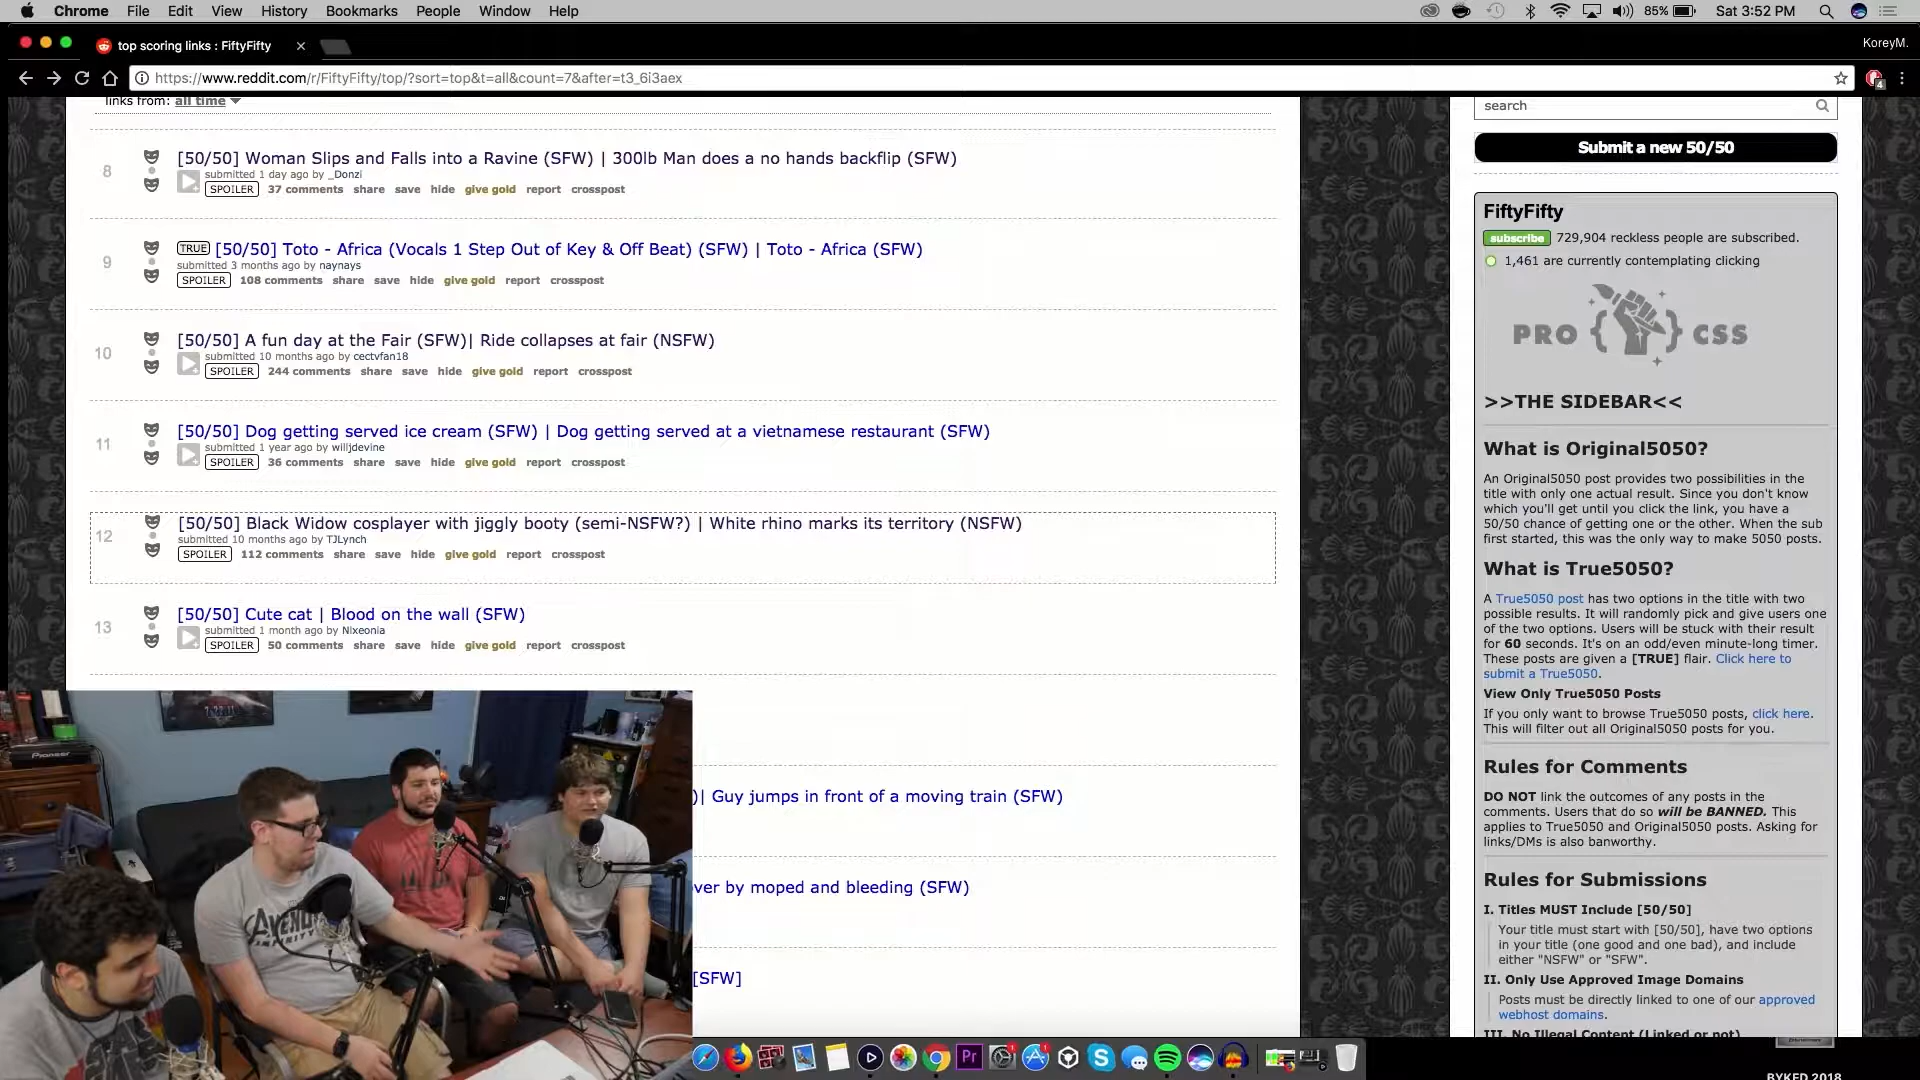 Chrome File Edit View History Bookmarks People Window Help 85% Sat 3:52 PM
top scoring links : FiftyFifty KoreyM.
https://www.reddit.com/r/FiftyFifty/top/?sort=top&t=all&count=7&after=t3_6i3aex
4
links from: all time
8
[50/50] Woman Slips and Falls into a Ravine (SFW) | 300lb Man does a no hands backflip (SFW)
submitted 1 day ago by _Donzi
SPOILER 37 comments share save hide give gold report crosspost
9
TRUE [50/50] Toto - Africa (Vocals 1 Step Out of Key & Off Beat) (SFW) | Toto - Africa (SFW)
submitted 3 months ago by naynays
SPOILER 108 comments share save hide give gold report crosspost
10
[50/50] A fun day at the Fair (SFW)| Ride collapses at fair (NSFW)
submitted 10 months ago by cectvfan18
SPOILER 244 comments share save hide give gold report crosspost
11
[50/50] Dog getting served ice cream (SFW) | Dog getting served at a vietnamese restaurant (SFW)
submitted 1 year ago by willjdevine
SPOILER 36 comments share save hide give gold report crosspost
12
[50/50] Black Widow cosplayer with jiggly booty (semi-NSFW?) | White rhino marks its territory (NSFW)
submitted 10 months ago by TJLynch
SPOILER 112 comments share save hide give gold report crosspost
13
[50/50] Cute cat | Blood on the wall (SFW)
submitted 1 month ago by Nixeonia
SPOILER 50 comments share save hide give gold report crosspost
)| Guy jumps in front of a moving train (SFW)
ver by moped and bleeding (SFW)
[SFW]
search
Submit a new 50/50
FiftyFifty
subscribe 729,904 reckless people are subscribed.
1,461 are currently contemplating clicking
PRO { } CSS
>>THE SIDEBAR<<
What is Original5050?
An Original5050 post provides two possibilities in the
title with only one actual result. Since you don't know
which you'll get until you click the link, you have a
50/50 chance of getting one or the other. When the sub
first started, this was the only way to make 5050 posts.
What is True5050?
A True5050 post has two options in the title with two
possible results. It will randomly pick and give users one
of the two options. Users will be stuck with their result
for 60 seconds. It's on an odd/even minute-long timer.
These posts are given a [TRUE] flair. Click here to
submit a True5050.
View Only True5050 Posts
If you only want to browse True5050 posts, click here.
This will filter out all Original5050 posts for you.
Rules for Comments
DO NOT link the outcomes of any posts in the
comments. Users that do so will be BANNED. This
applies to True5050 and Original5050 posts. Asking for
links/DMs is also banworthy.
Rules for Submissions
I. Titles MUST Include [50/50]
Your title must start with [50/50], have two options
in your title (one good and one bad), and include
either "NSFW" or "SFW".
II. Only Use Approved Image Domains
Posts must be directly linked to one of our approved
webhost domains.
III. No Illegal Content (Linked or not)
Pioneer
7.23.11
AVENGED
Pr
BYKED 2018